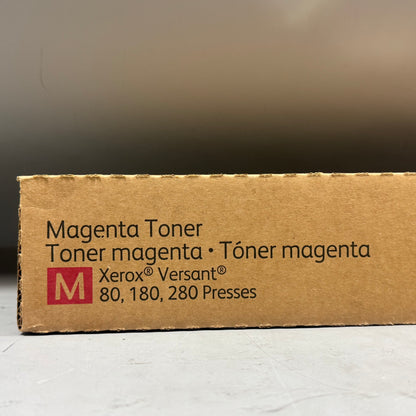 Magenta Toner
Toner magenta • Tóner magenta
M Xerox® Versant®
80, 180, 280 Presses